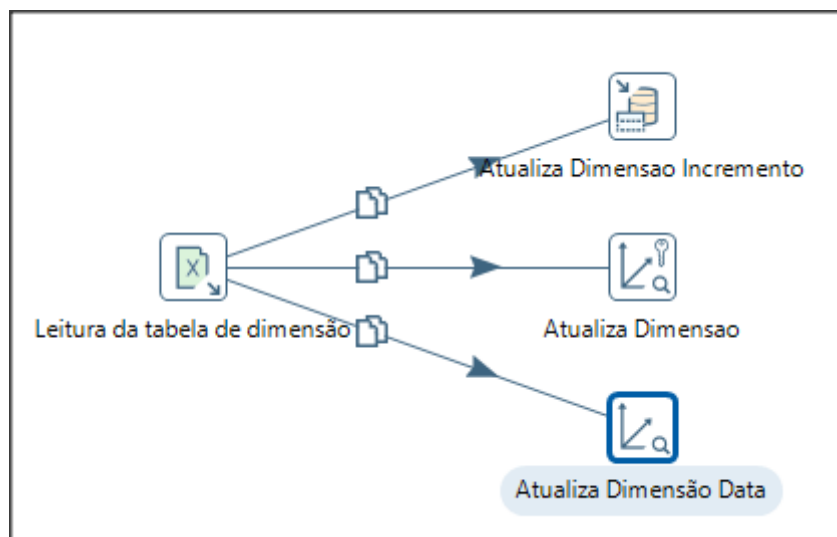 Atualiza Dimensao Incremento
Leitura da tabela de dimensão
Atualiza Dimensao
Atualiza Dimensão Data